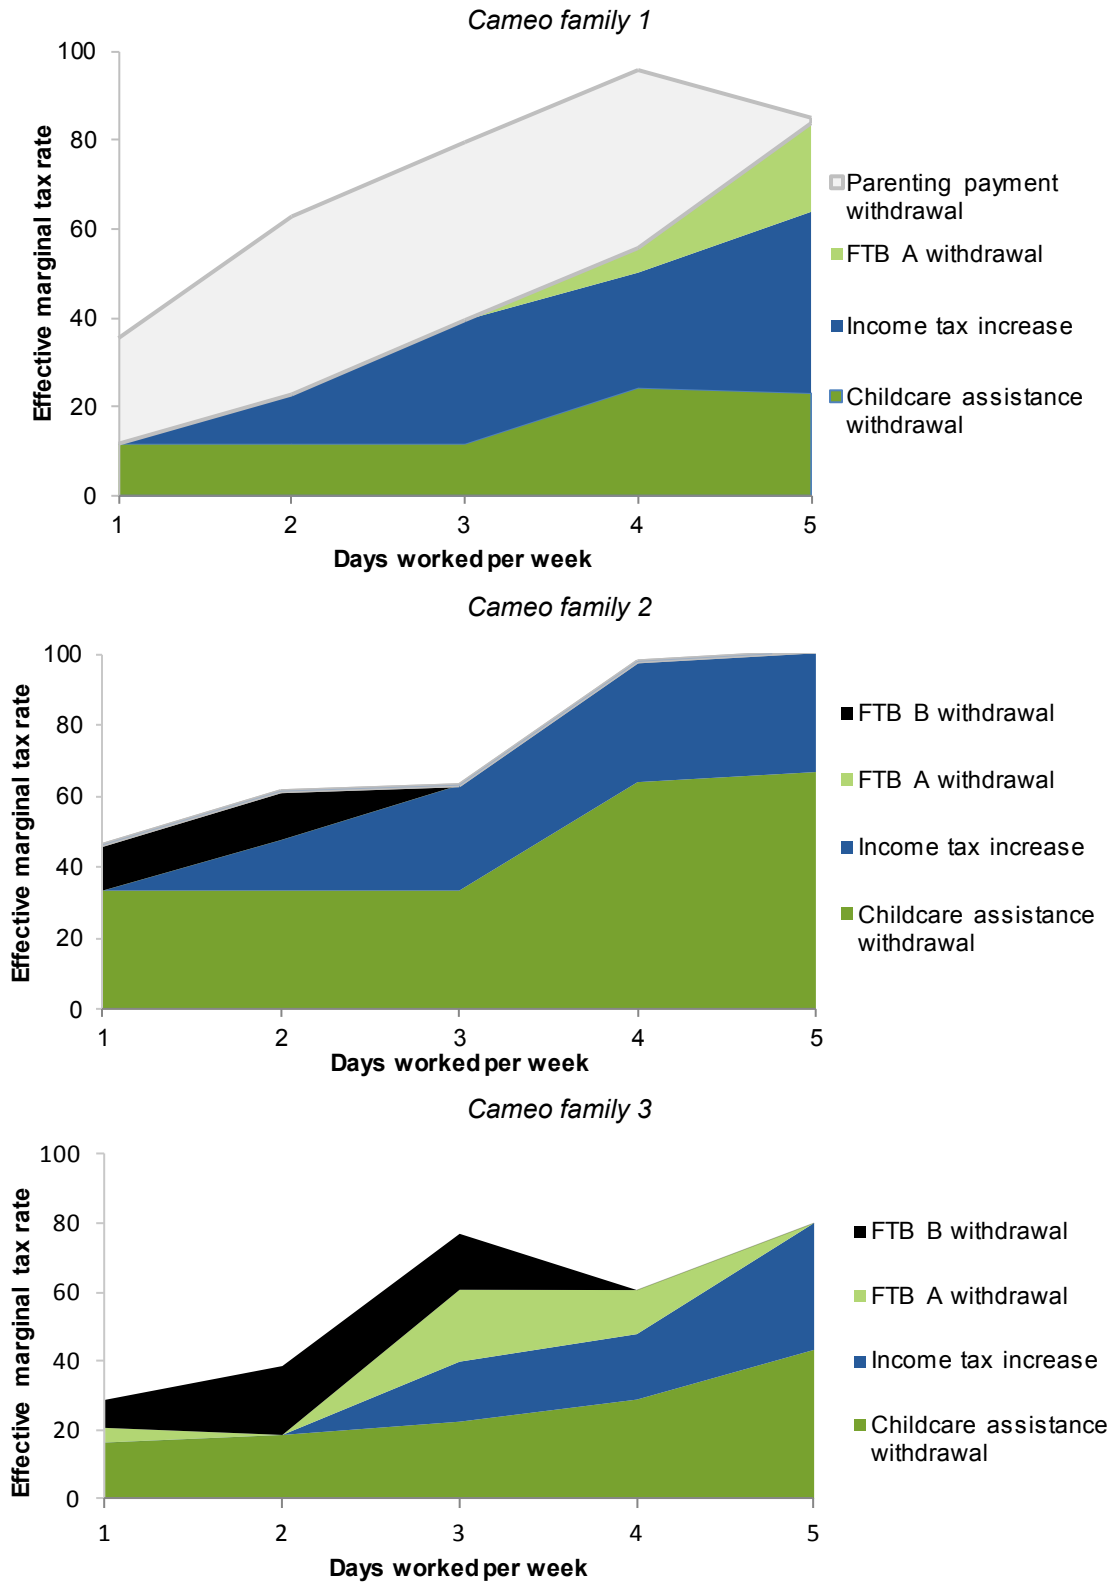 Cameo family 1
100
80
60
40
20
0
Effective marginal tax rate
1 2 3 4 5
Days worked per week
Parenting payment
withdrawal
FTB A withdrawal
Income tax increase
Childcare assistance
withdrawal
Cameo family 2
100
80
60
40
20
0
Effective marginal tax rate
1 2 3 4 5
Days worked per week
FTB B withdrawal
FTB A withdrawal
Income tax increase
Childcare assistance
withdrawal
Cameo family 3
100
80
60
40
20
0
Effective marginal tax rate
1 2 3 4 5
Days worked per week
FTB B withdrawal
FTB A withdrawal
Income tax increase
Childcare assistance
withdrawal